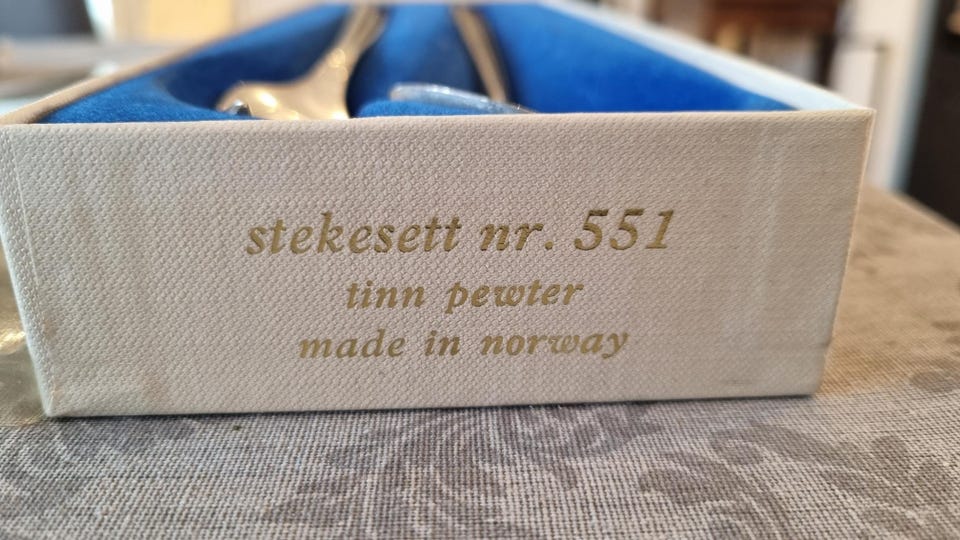 stekesett nr. 551
tinn pewter
made in norway